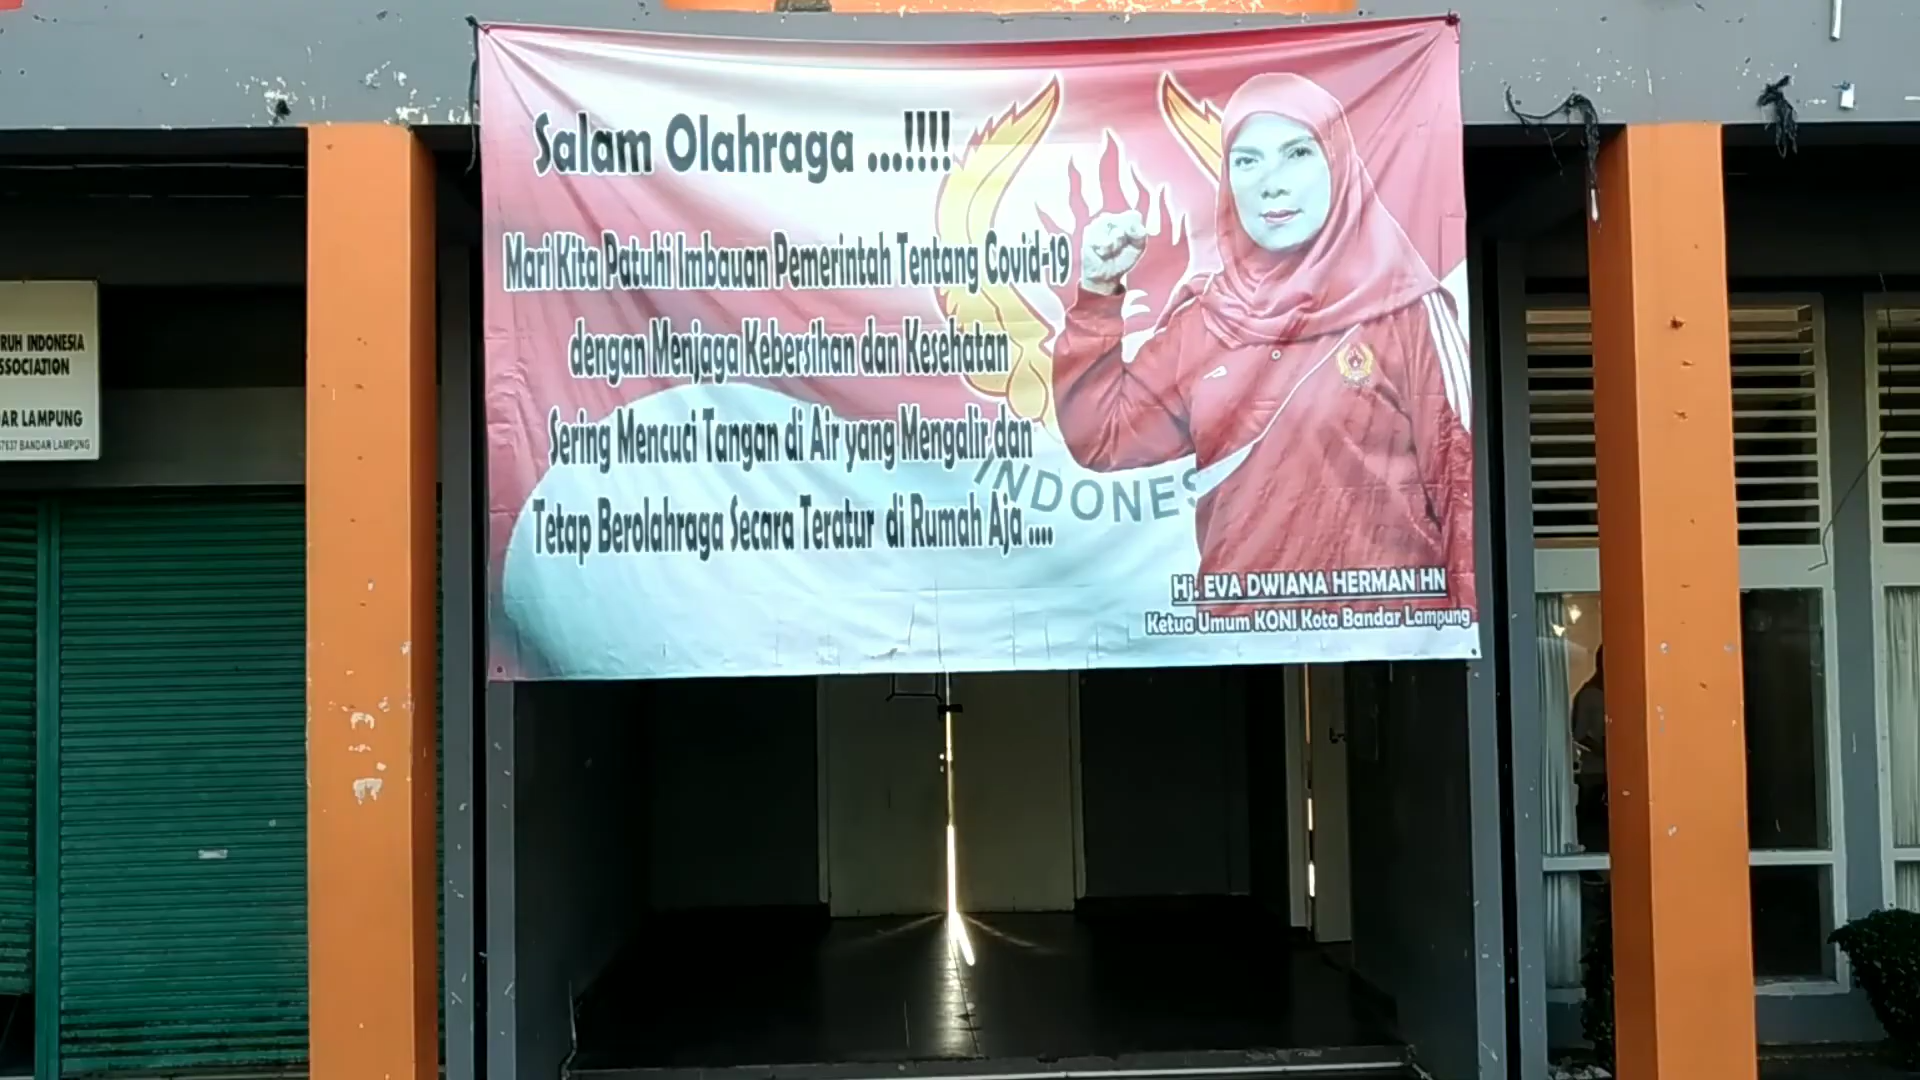 Salam Olahraga ...!!!!
Mari Kita Patuhi Imbauan Pemerintah Tentang Covid-19
dengan Menjaga Kebersihan dan Kesehatan
Sering Mencuci Tangan di Air yang Mengalir dan
Tetap Berolahraga Secara Teratur di Rumah Aja ....
INDONES
Hj. EVA DWIANA HERMAN HN
Ketua Umum KONI Kota Bandar Lampung
RUH INDONESIA
SSOCIATION
AR LAMPUNG
BANDAR LAMPUNG